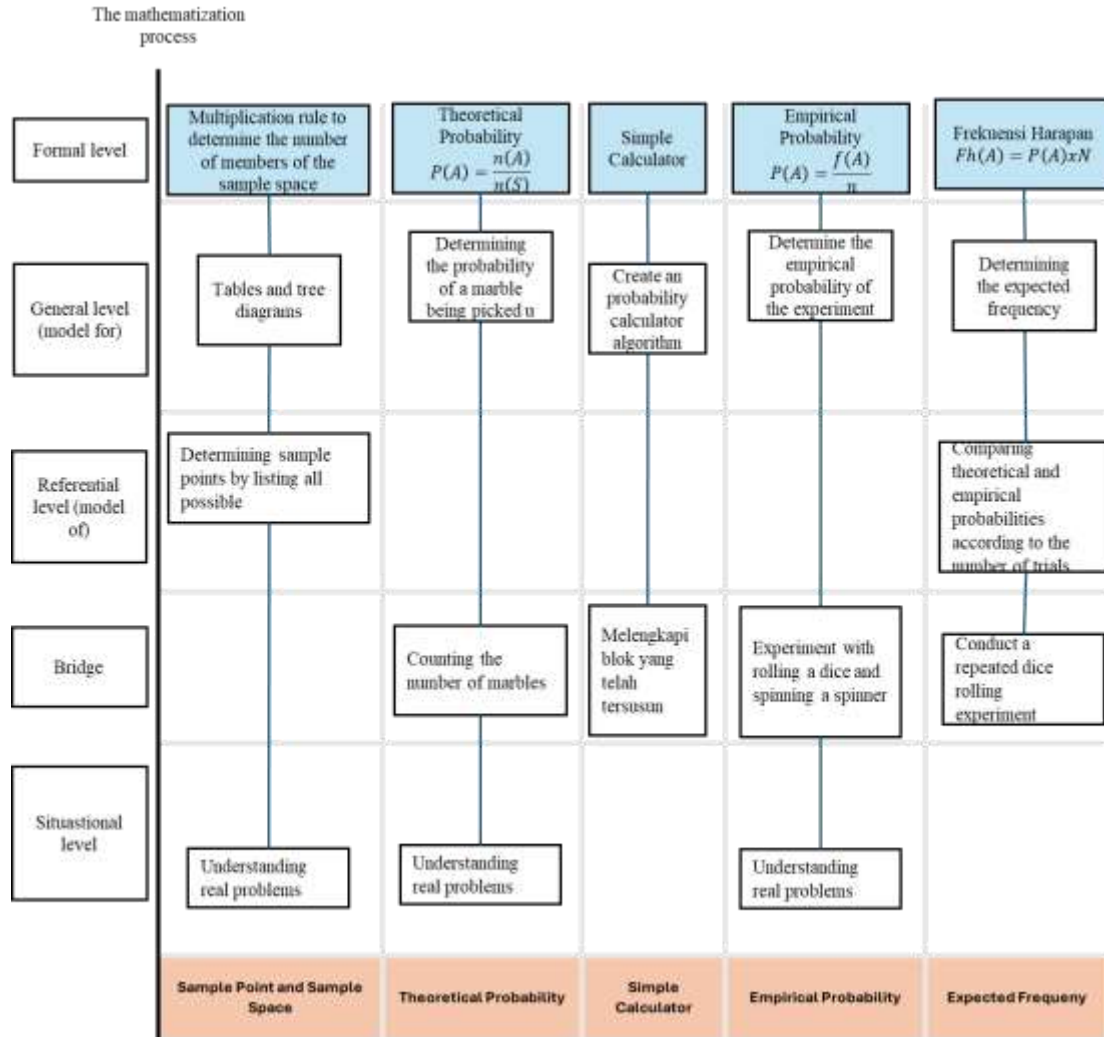 The mathematization
process
Formal level
Multiplication rule to
determine the number
of members of the
sample space
Theoretical
Probability
P(A) = n(A)/n(S)
Simple
Calculator
Empirical
Probability
P(A) = f(A)/n
Frekuensi Harapan
Fh(A) = P(A)xN
General level
(model for)
Tables and tree
diagrams
Determining
the probability
of a marble
being picked u
Create an
probability
calculator
algorithm
Determine the
empirical
probability of
the experiment
Determining
the expected
frequency
Referential
level (model
of)
Determining sample
points by listing all
possible
Comparing
theoretical and
empirical
probabilities
according to the
number of trials
Bridge
Counting the
number of marbles
Melengkapi
blok yang
telah
tersusun
Experiment with
rolling a dice and
spinning a spinner
Conduct a
repeated dice
rolling
experiment
Situastional
level
Understanding
real problems
Understanding
real problems
Understanding
real problems
Sample Point and Sample
Space
Theoretical Probability
Simple
Calculator
Empirical Probability
Expected Frequeny